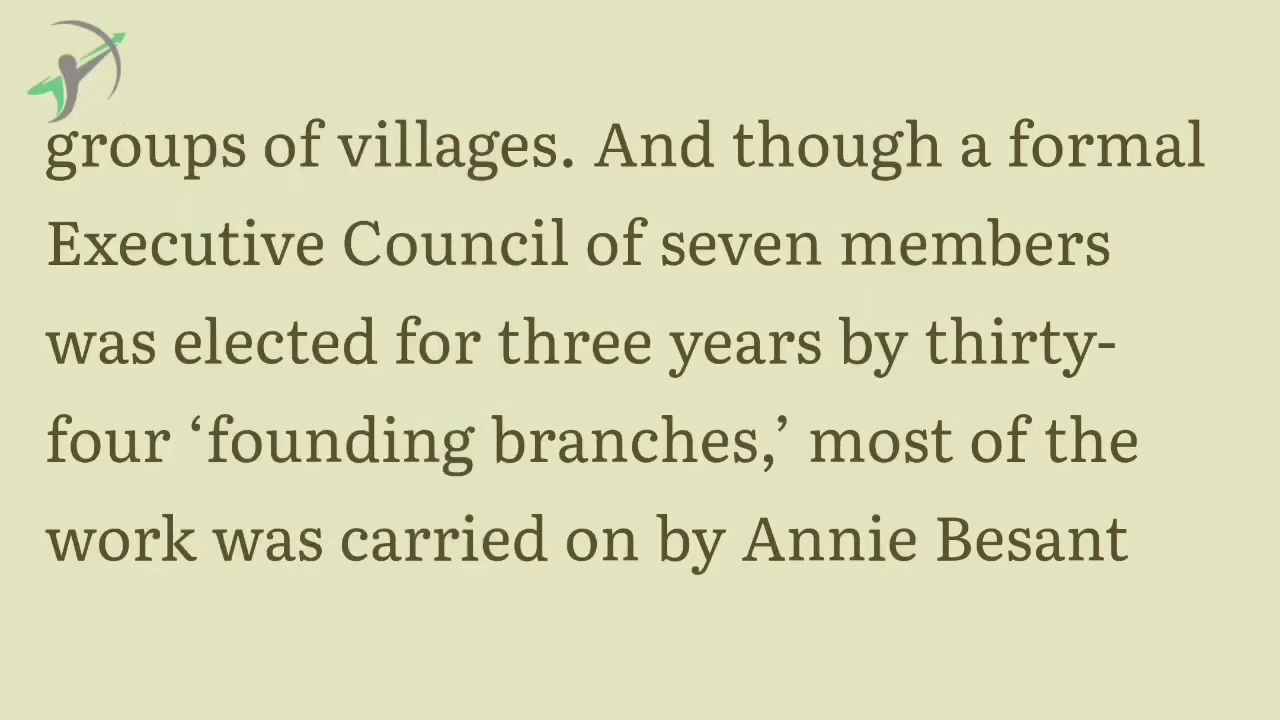 groups of villages. And though a formal
Executive Council of seven members
was elected for three years by thirty-
four ‘founding branches,’ most of the
work was carried on by Annie Besant